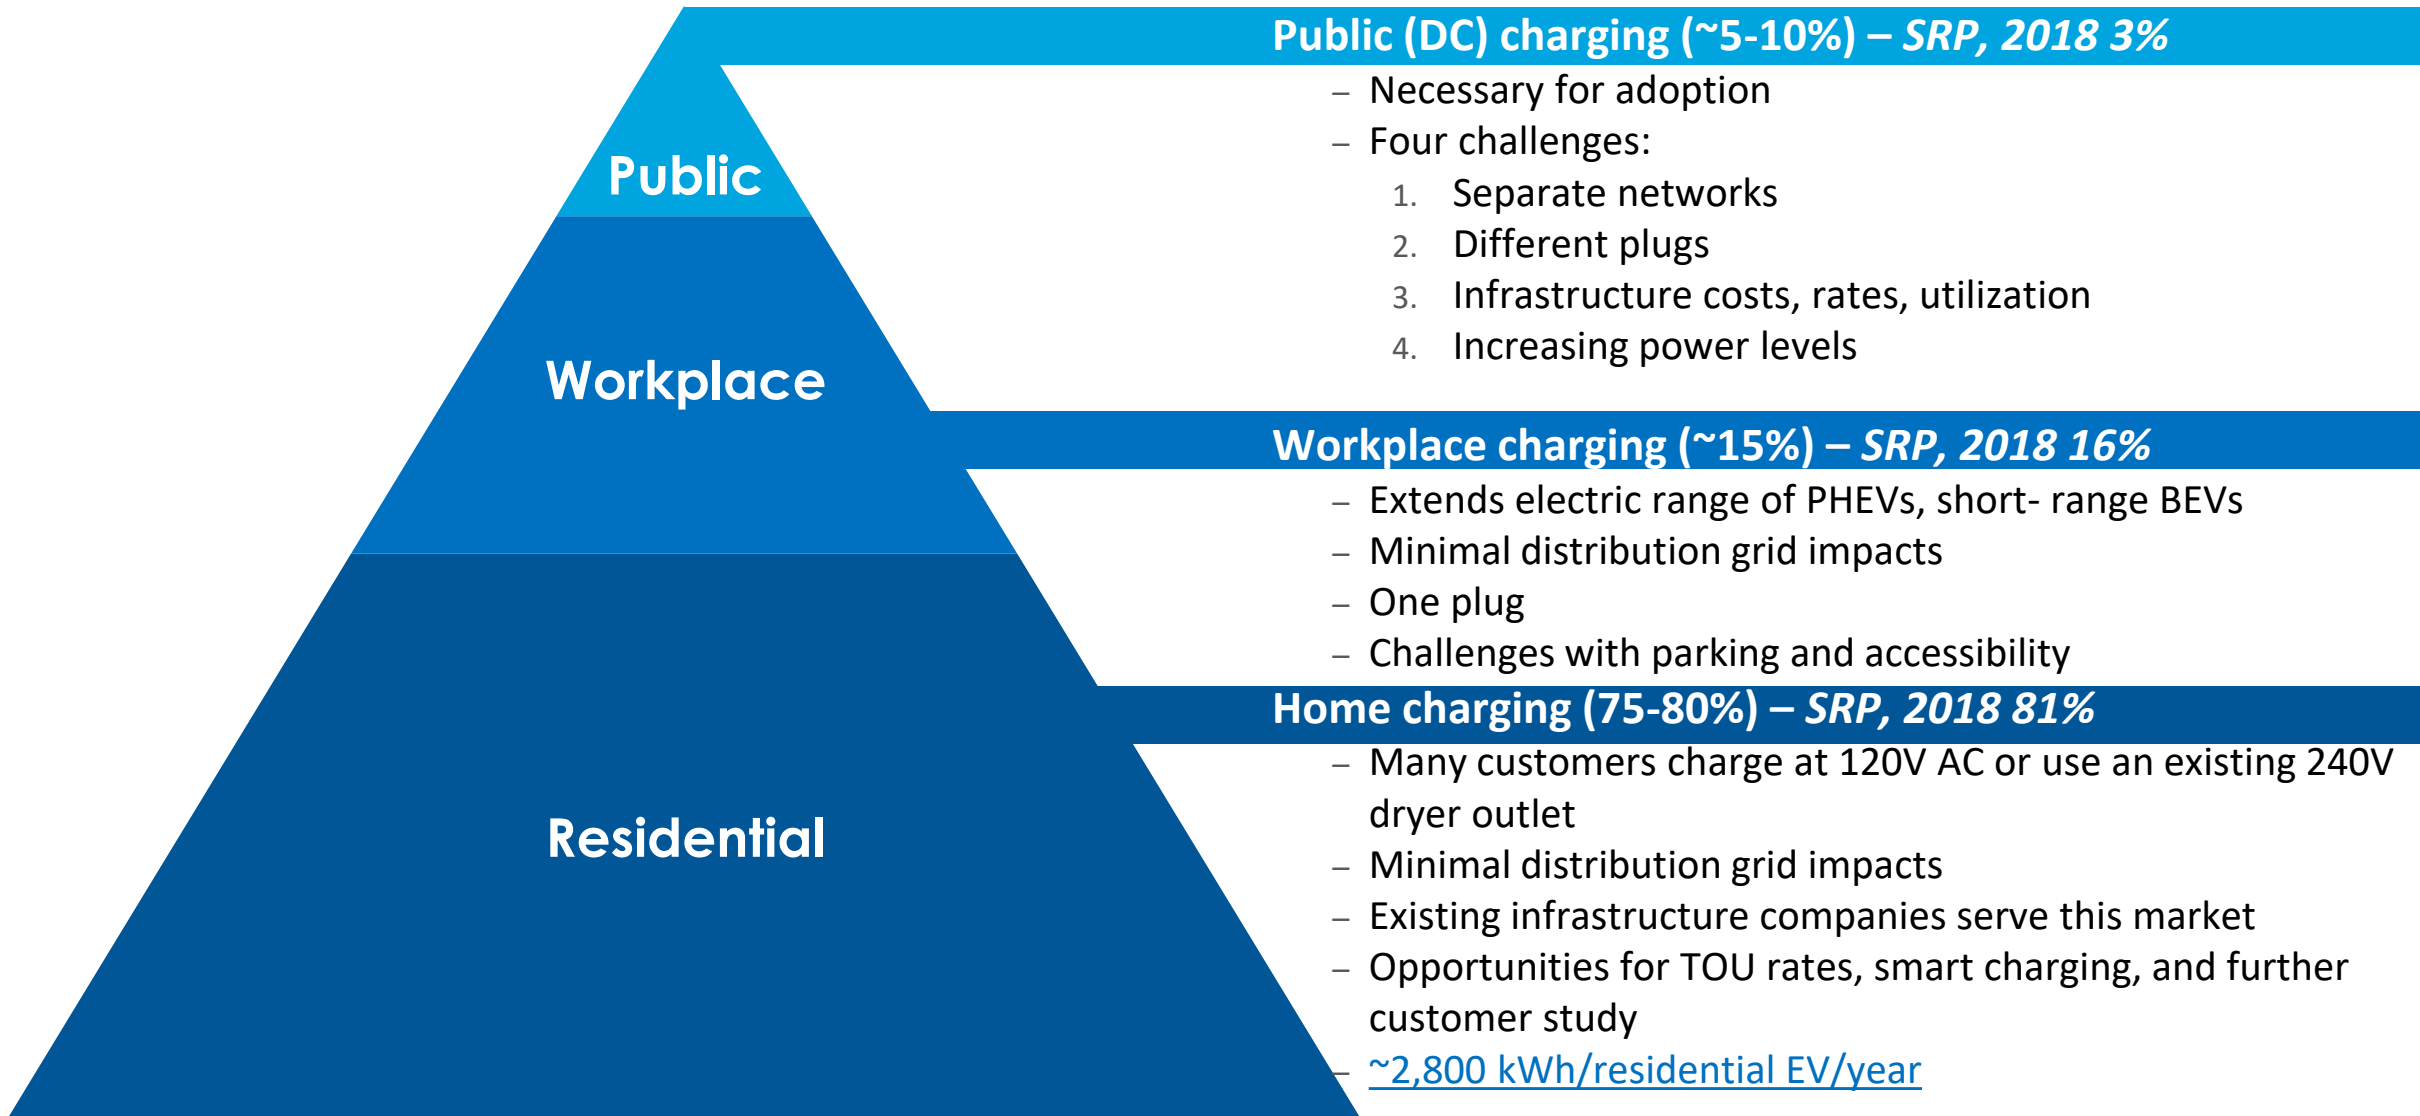 Public (DC) charging (~5-10%) – SRP, 2018 3%
– Necessary for adoption
– Four challenges:
1. Separate networks
2. Different plugs
3. Infrastructure costs, rates, utilization
4. Increasing power levels
Public
Workplace
Workplace charging (~15%) – SRP, 2018 16%
– Extends electric range of PHEVs, short- range BEVs
– Minimal distribution grid impacts
– One plug
– Challenges with parking and accessibility
Home charging (75-80%) – SRP, 2018 81%
– Many customers charge at 120V AC or use an existing 240V
dryer outlet
– Minimal distribution grid impacts
– Existing infrastructure companies serve this market
– Opportunities for TOU rates, smart charging, and further
customer study
– ~2,800 kWh/residential EV/year
Residential